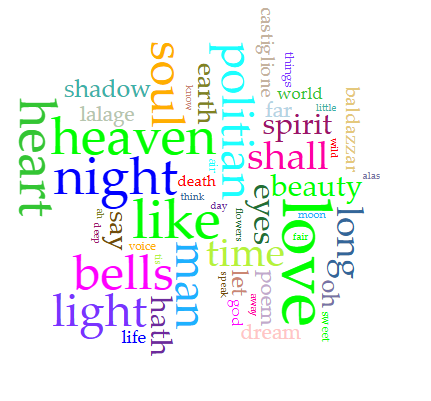 castiglione
things
shadow
soul
know
earth
politian
world
little
baldazzar
far
lalage
spirit
heart
heaven
wild
shall
air
alas
night
death
think
beauty
eyes
like
day
love
flowers
moon
long
ah
deep
say
voice
tis
man
time
fair
bells
speak
let
god
away
poem
oh
sweet
light
life
hath
dream